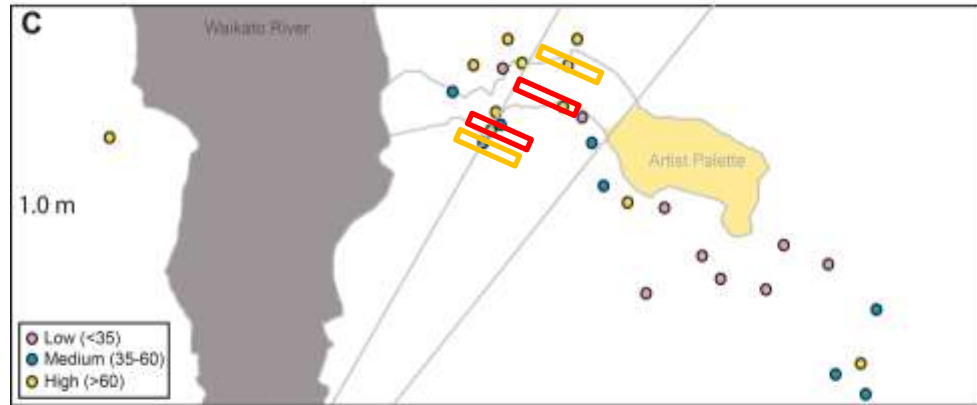 C
Waikato River
Artist Palette
1.0 m
Low (<35)
Medium (35-60)
High (>60)